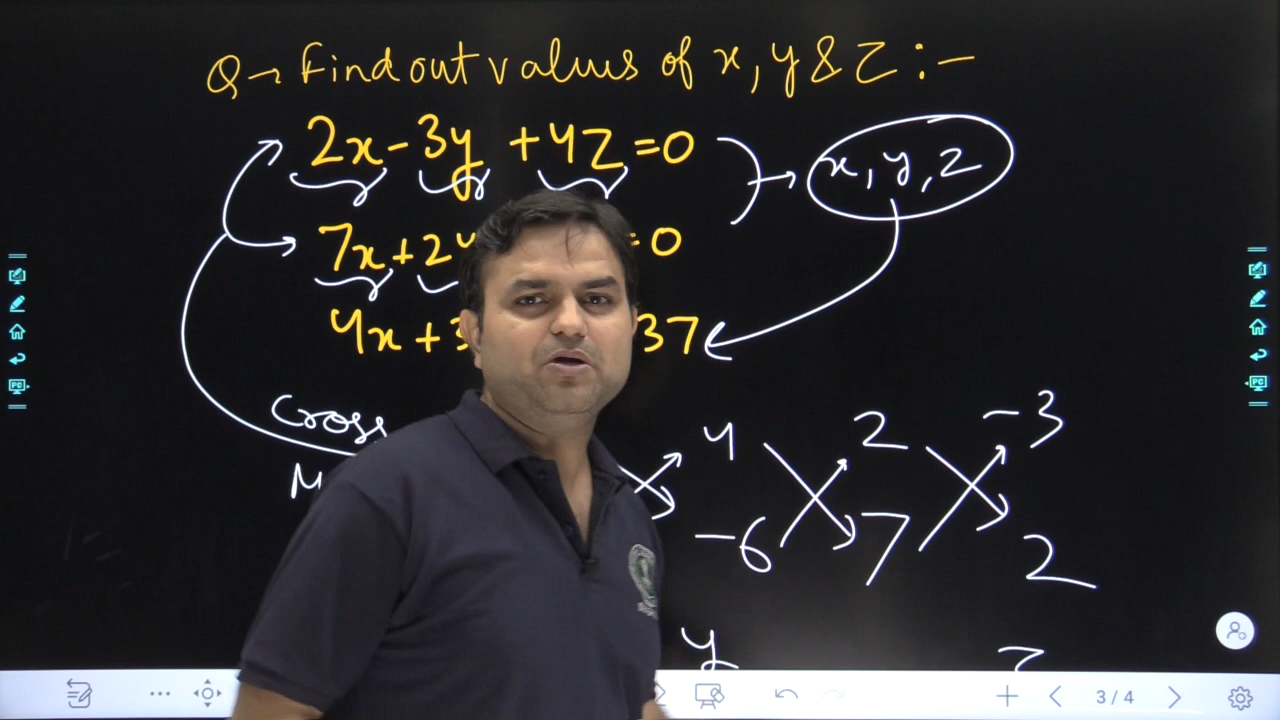 Q → Find out values of x, y & z :-
2x - 3y + 4z = 0
x, y, z
7x + 2y = 0
4x + 3 37
Cross
4 2 -3
-6 7 2
y z
3 / 4